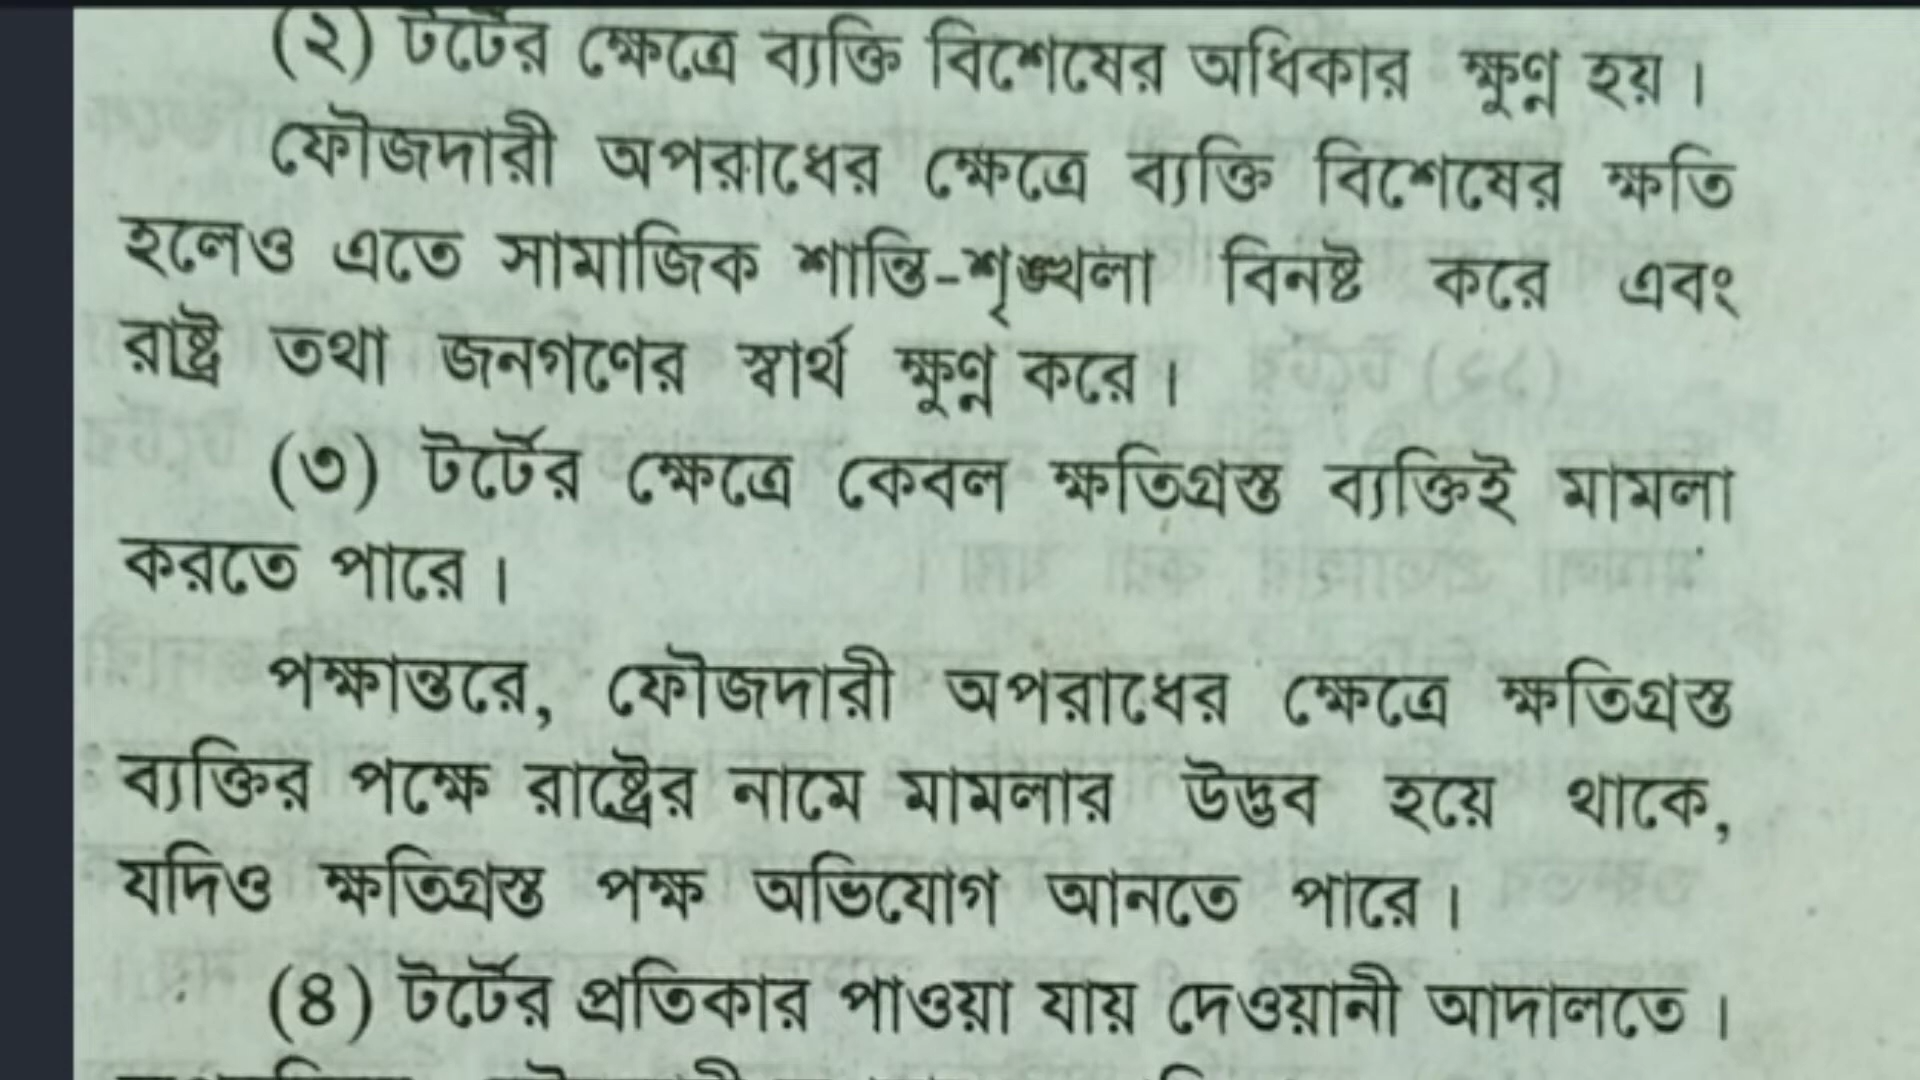 (২) টর্টের ক্ষেত্রে ব্যক্তি বিশেষের অধিকার ক্ষুণ্ন হয়।
ফৌজদারী অপরাধের ক্ষেত্রে ব্যক্তি বিশেষের ক্ষতি
হলেও এতে সামাজিক শান্তি-শৃঙ্খলা বিনষ্ট করে এবং
রাষ্ট্র তথা জনগণের স্বার্থ ক্ষুণ্ন করে।
(৩) টর্টের ক্ষেত্রে কেবল ক্ষতিগ্রস্ত ব্যক্তিই মামলা
করতে পারে।
পক্ষান্তরে, ফৌজদারী অপরাধের ক্ষেত্রে ক্ষতিগ্রস্ত
ব্যক্তির পক্ষে রাষ্ট্রের নামে মামলার উদ্ভব হয়ে থাকে,
যদিও ক্ষতিগ্রস্ত পক্ষ অভিযোগ আনতে পারে।
(৪) টর্টের প্রতিকার পাওয়া যায় দেওয়ানী আদালতে।